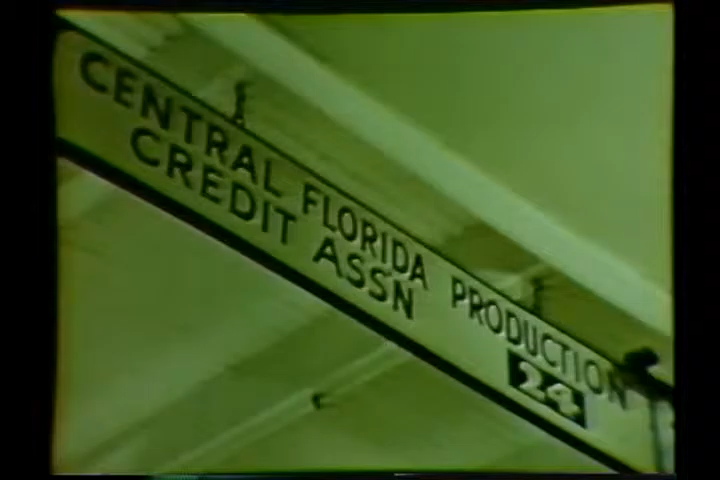 CENTRAL FLORIDA PRODUCTION
CREDIT ASSN
24